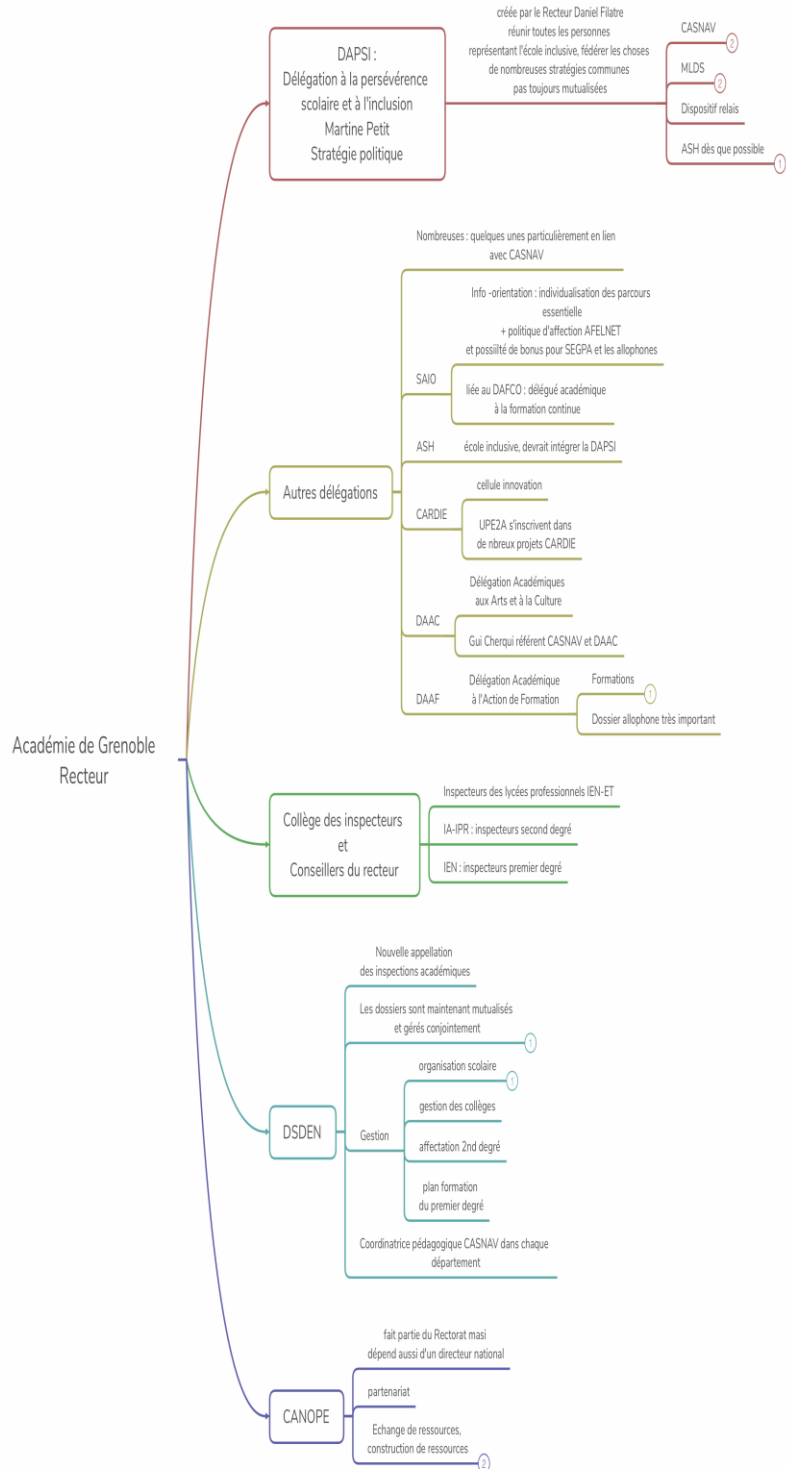 Académie de Grenoble
Recteur
DAPSI :
Délégation à la persévérence
scolaire et à l'inclusion
Martine Petit
Stratégie politique
créée par le Recteur Daniel Filatre
réunir toutes les personnes
représentant l'école inclusive, fédérer les choses
de nombreuses stratégies communes
pas toujours mutualisées
CASNAV
2
MLDS
2
Dispositif relais
ASH dès que possible
1
Autres délégations
Nombreuses : quelques unes particulièrement en lien
avec CASNAV
SAIO
Info -orientation : individualisation des parcours
essentielle
+ politique d'affection AFELNET
et possiilté de bonus pour SEGPA et les allophones
liée au DAFCO : délégué académique
à la formation continue
ASH
école inclusive, devrait intégrer la DAPSI
CARDIE
cellule innovation
UPE2A s'inscrivent dans
de nbreux projets CARDIE
DAAC
Délégation Académiques
aux Arts et à la Culture
Gui Cherqui référent CASNAV et DAAC
DAAF
Délégation Académique
à l'Action de Formation
Formations
1
Dossier allophone très important
Collège des inspecteurs
et
Conseillers du recteur
Inspecteurs des lycées professionnels IEN-ET
IA-IPR : inspecteurs second degré
IEN : inspecteurs premier degré
DSDEN
Nouvelle appellation
des inspections académiques
Les dossiers sont maintenant mutualisés
et gérés conjointement
1
Gestion
organisation scolaire
1
gestion des collèges
affectation 2nd degré
plan formation
du premier degré
Coordinatrice pédagogique CASNAV dans chaque
département
CANOPE
fait partie du Rectorat masi
dépend aussi d'un directeur national
partenariat
Echange de ressources,
construction de ressources
2